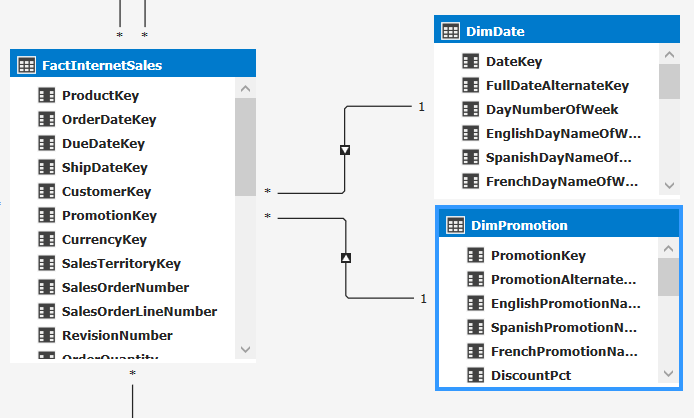 * *
FactInternetSales
ProductKey
OrderDateKey
DueDateKey
ShipDateKey
CustomerKey
PromotionKey
CurrencyKey
SalesTerritoryKey
SalesOrderNumber
SalesOrderLineNumber
RevisionNumber
OrderQuantity
*
*
*
*
1
1
DimDate
DateKey
FullDateAlternateKey
DayNumberOfWeek
EnglishDayNameOfW...
SpanishDayNameOf...
FrenchDayNameOfW...
DimPromotion
PromotionKey
PromotionAlternate...
EnglishPromotionNa...
SpanishPromotionN...
FrenchPromotionNa...
DiscountPct